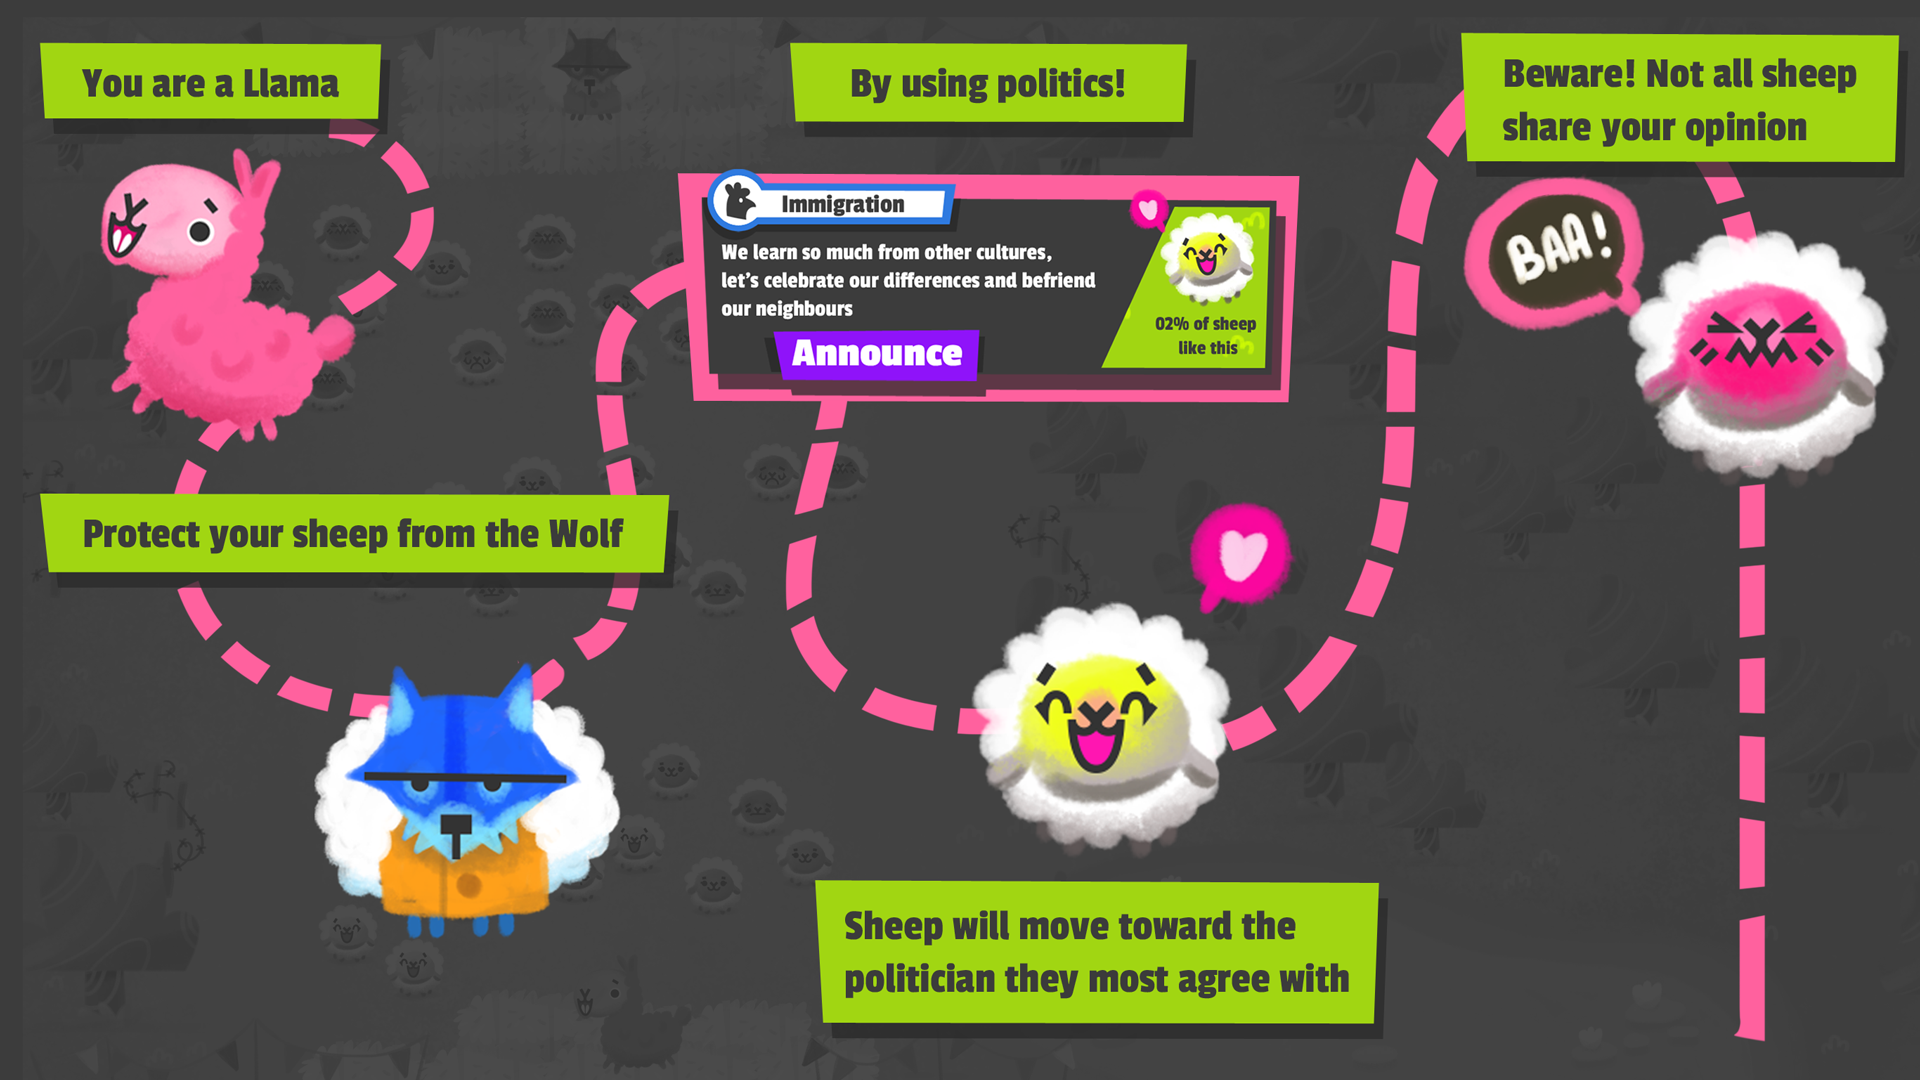 You are a Llama
Protect your sheep from the Wolf
By using politics!
Immigration
We learn so much from other cultures,
let's celebrate our differences and befriend
our neighbours
Announce
02% of sheep
like this
Sheep will move toward the
politician they most agree with
Beware! Not all sheep
share your opinion
BAA!